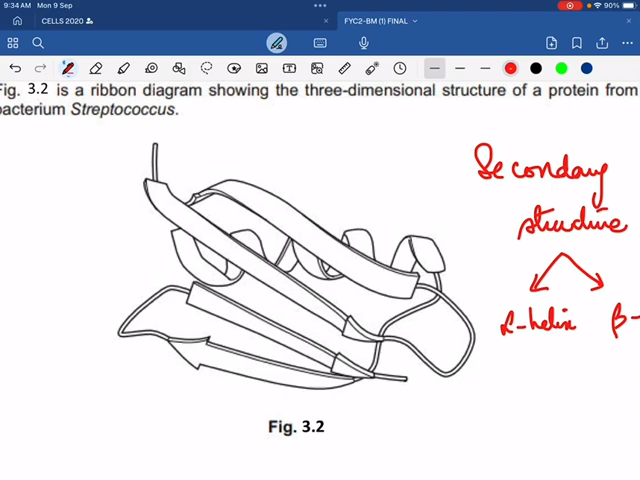 9:34 AM Mon 9 Sep
90%
CELLS 2020
FYC2-BM (1) FINAL
Fig. 3.2 is a ribbon diagram showing the three-dimensional structure of a protein from
bacterium Streptococcus.
Secondary
structure
α-helix β-
Fig. 3.2